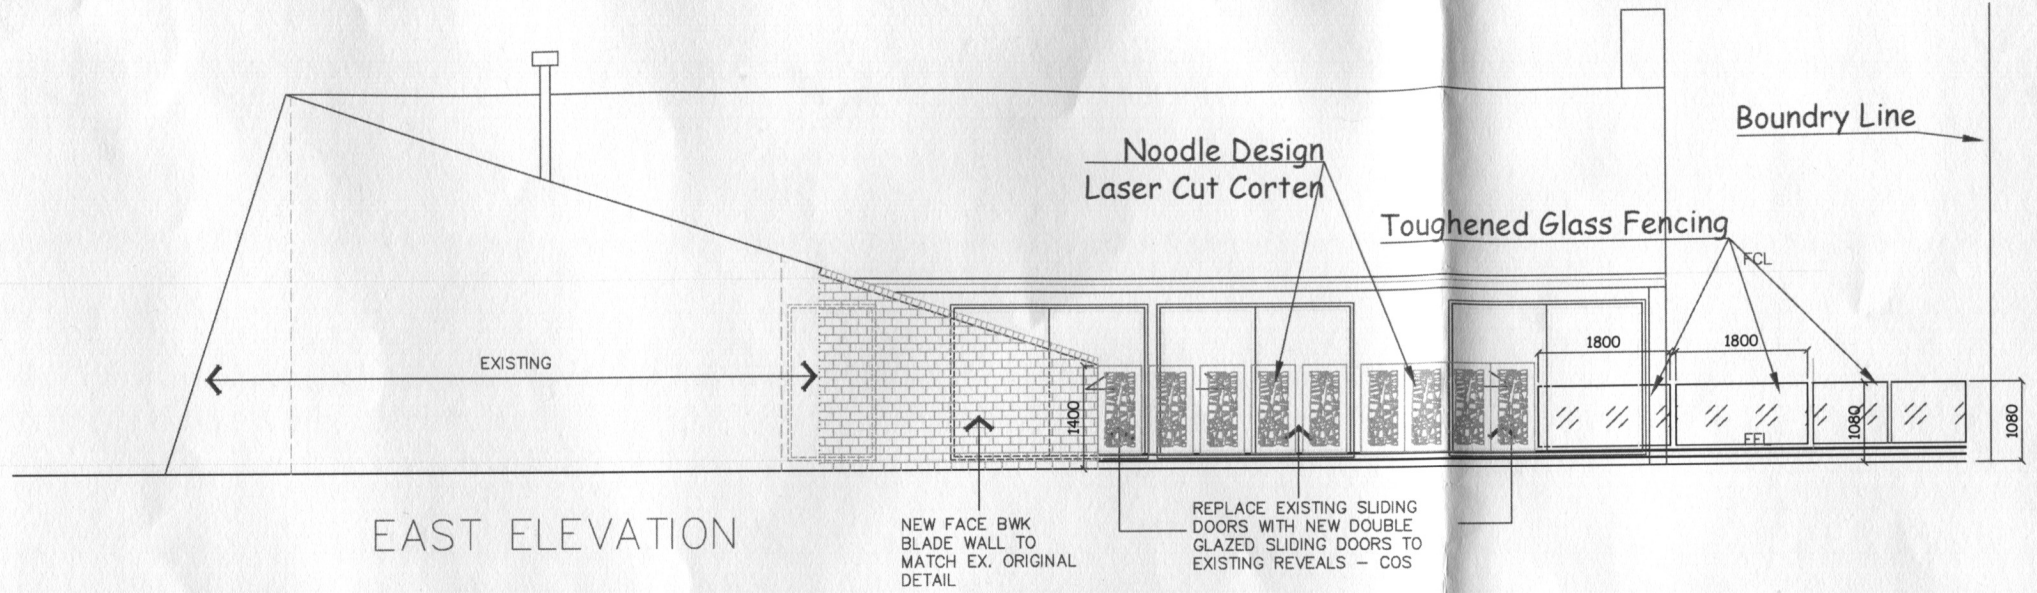 Boundry Line
Noodle Design
Laser Cut Corten
Toughened Glass Fencing
FCL
1800
1800
EXISTING
1400
1080
1080
FFL
EAST ELEVATION
NEW FACE BWK
BLADE WALL TO
MATCH EX. ORIGINAL
DETAIL
REPLACE EXISTING SLIDING
DOORS WITH NEW DOUBLE
GLAZED SLIDING DOORS TO
EXISTING REVEALS – COS